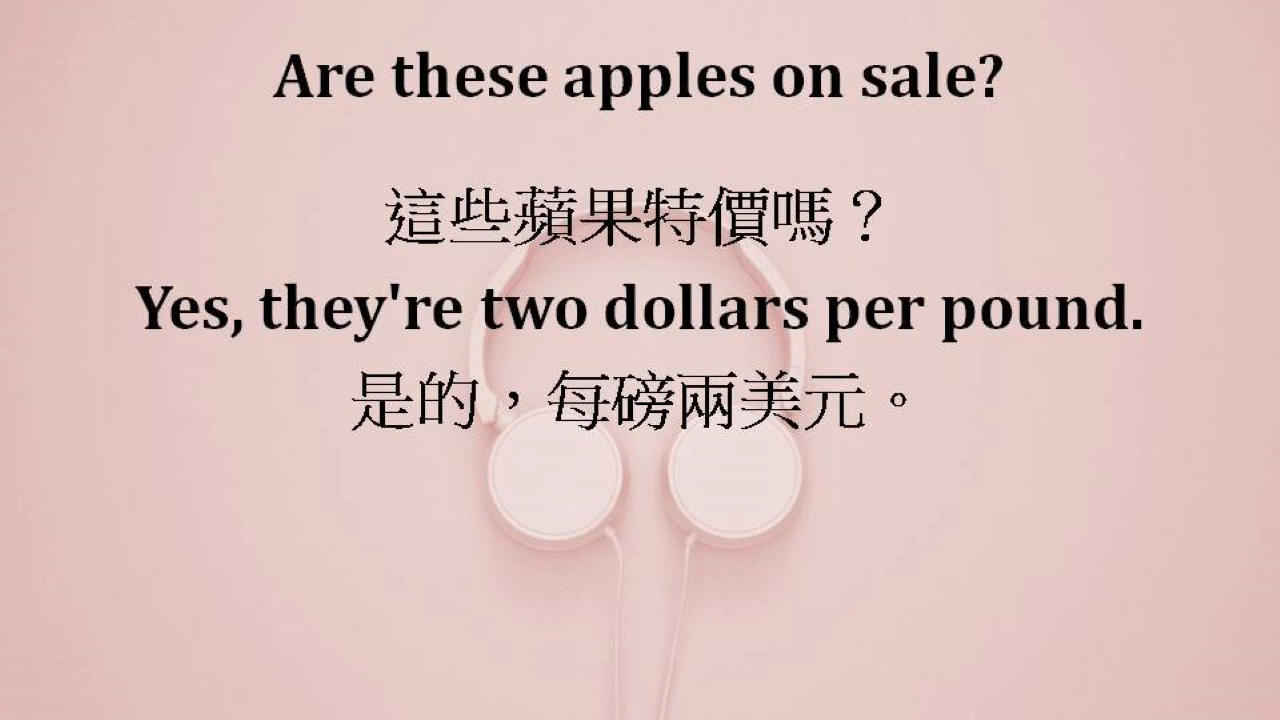 Are these apples on sale?
這些蘋果特價嗎？
Yes, they're two dollars per pound.
是的，每磅兩美元。